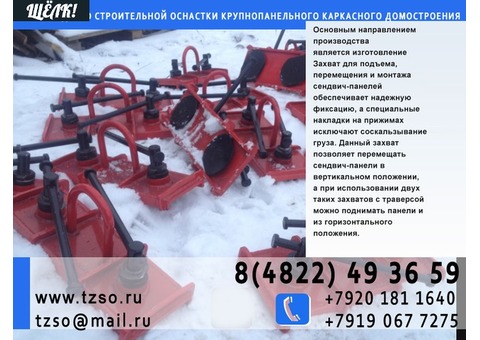 ЩЁЛК!
О СТРОИТЕЛЬНОЙ ОСНАСТКИ КРУПНОПАНЕЛЬНОГО КАРКАСНОГО ДОМОСТРОЕНИЯ
Основным направлением
производства
является изготовление
Захват для подъема,
перемещения и монтажа
сендвич-панелей
обеспечивает надежную
фиксацию, а специальные
накладки на прижимах
исключают соскальзывание
груза. Данный захват
позволяет перемещать
сендвич-панели в
вертикальном положении,
а при использовании двух
таких захватов с траверсой
можно поднимать панели и
из горизонтального
положения.
8(4822) 49 36 59
www.tzso.ru
+7920 181 1640
tzso@mail.ru
+7919 067 7275